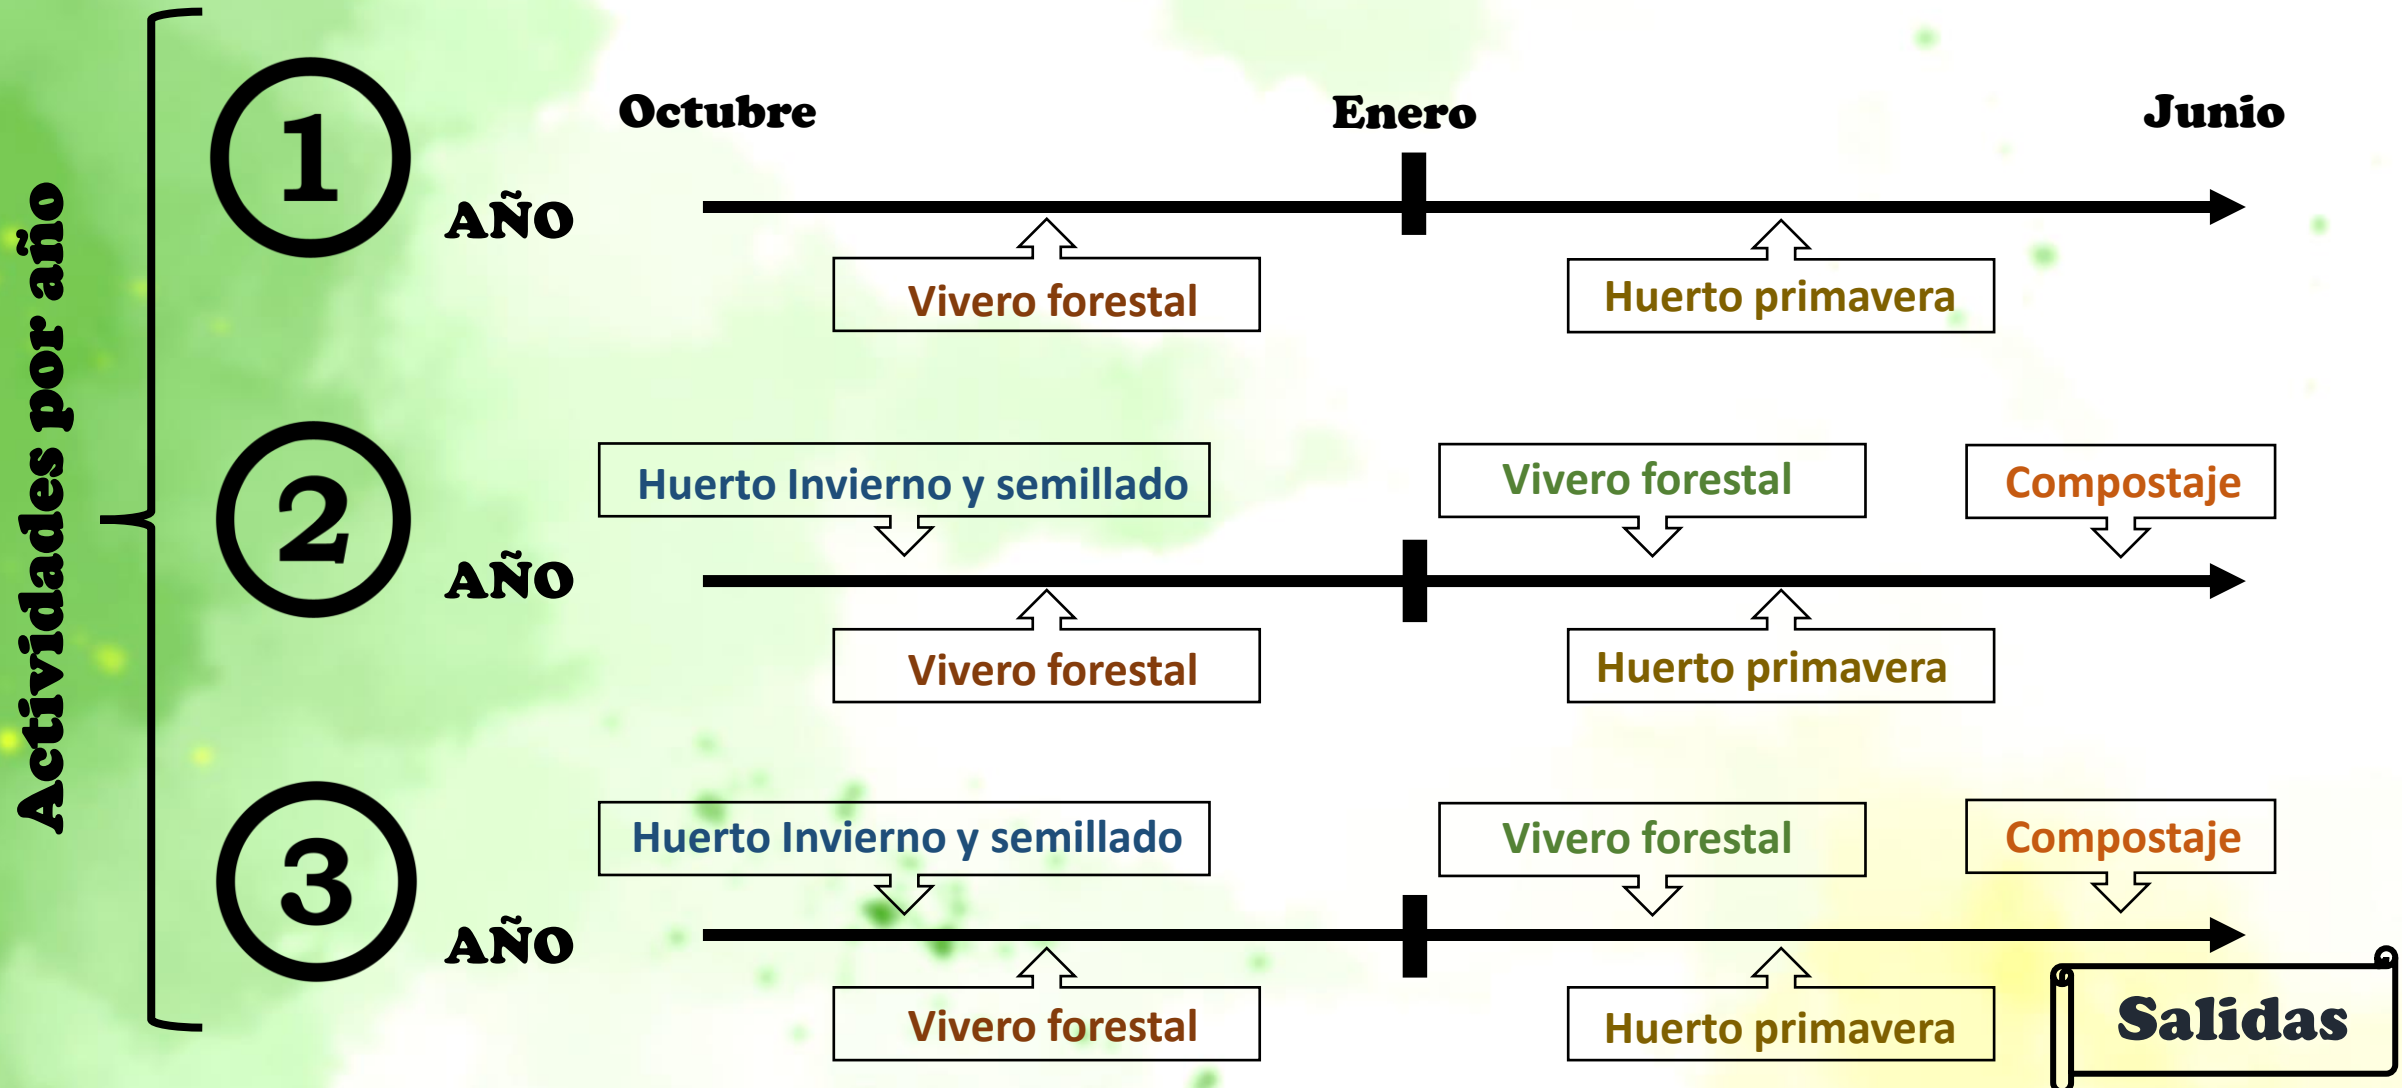 Actividades por año
1
AÑO
Octubre
Enero
Junio
Vivero forestal
Huerto primavera
2
AÑO
Huerto Invierno y semillado
Vivero forestal
Compostaje
Vivero forestal
Huerto primavera
3
AÑO
Huerto Invierno y semillado
Vivero forestal
Compostaje
Vivero forestal
Huerto primavera
Salidas